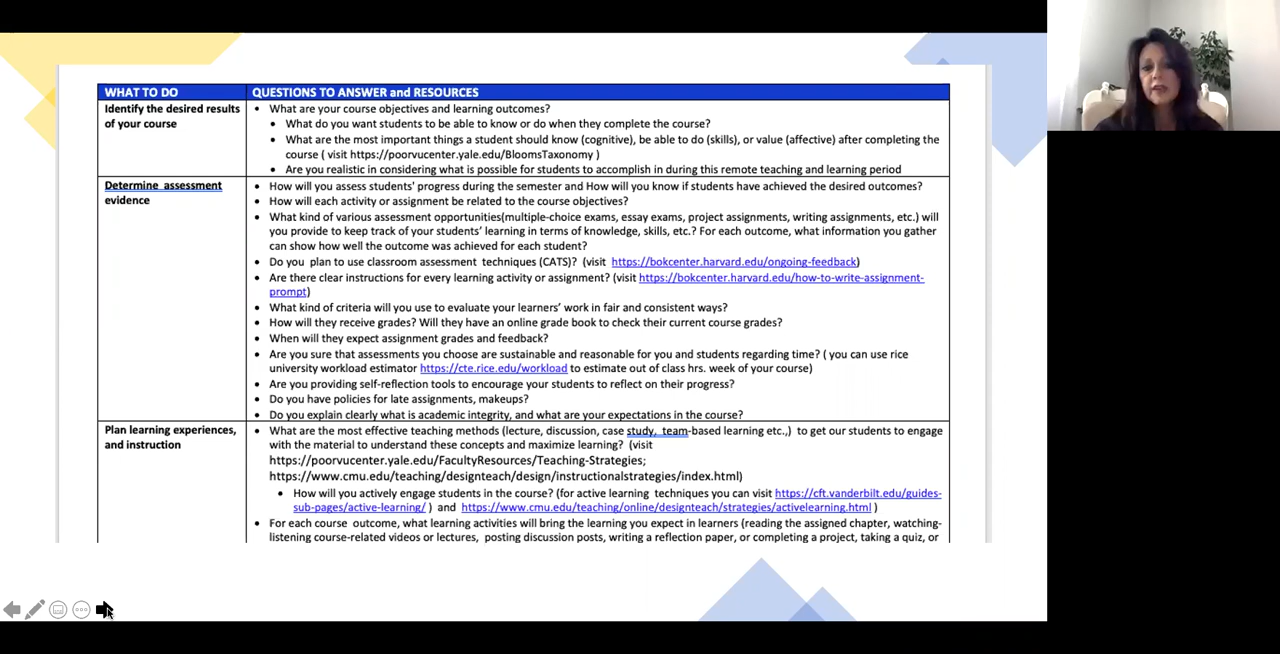 WHAT TO DO
QUESTIONS TO ANSWER and RESOURCES
Identify the desired results
of your course
• What are your course objectives and learning outcomes?
• What do you want students to be able to know or do when they complete the course?
• What are the most important things a student should know (cognitive), be able to do (skills), or value (affective) after completing the
course ( visit https://poorvucenter.yale.edu/BloomsTaxonomy )
• Are you realistic in considering what is possible for students to accomplish in during this remote teaching and learning period
Determine assessment
evidence
• How will you assess students' progress during the semester and How will you know if students have achieved the desired outcomes?
• How will each activity or assignment be related to the course objectives?
• What kind of various assessment opportunities(multiple-choice exams, essay exams, project assignments, writing assignments, etc.) will
you provide to keep track of your students' learning in terms of knowledge, skills, etc.? For each outcome, what information you gather
can show how well the outcome was achieved for each student?
• Do you plan to use classroom assessment techniques (CATS)? (visit https://bokcenter.harvard.edu/ongoing-feedback)
• Are there clear instructions for every learning activity or assignment? (visit https://bokcenter.harvard.edu/how-to-write-assignment-
prompt)
• What kind of criteria will you use to evaluate your learners' work in fair and consistent ways?
• How will they receive grades? Will they have an online grade book to check their current course grades?
• When will they expect assignment grades and feedback?
• Are you sure that assessments you choose are sustainable and reasonable for you and students regarding time? ( you can use rice
university workload estimator https://cte.rice.edu/workload to estimate out of class hrs. week of your course)
• Are you providing self-reflection tools to encourage your students to reflect on their progress?
• Do you have policies for late assignments, makeups?
• Do you explain clearly what is academic integrity, and what are your expectations in the course?
Plan learning experiences,
and instruction
• What are the most effective teaching methods (lecture, discussion, case study, team-based learning etc.,) to get our students to engage
with the material to understand these concepts and maximize learning? (visit
https://poorvucenter.yale.edu/FacultyResources/Teaching-Strategies;
https://www.cmu.edu/teaching/designteach/design/instructionalstrategies/index.html)
• How will you actively engage students in the course? (for active learning techniques you can visit https://cft.vanderbilt.edu/guides-
sub-pages/active-learning/ ) and https://www.cmu.edu/teaching/online/designteach/strategies/activelearning.html )
• For each course outcome, what learning activities will bring the learning you expect in learners (reading the assigned chapter, watching-
listening course-related videos or lectures, posting discussion posts, writing a reflection paper, or completing a project, taking a quiz, or